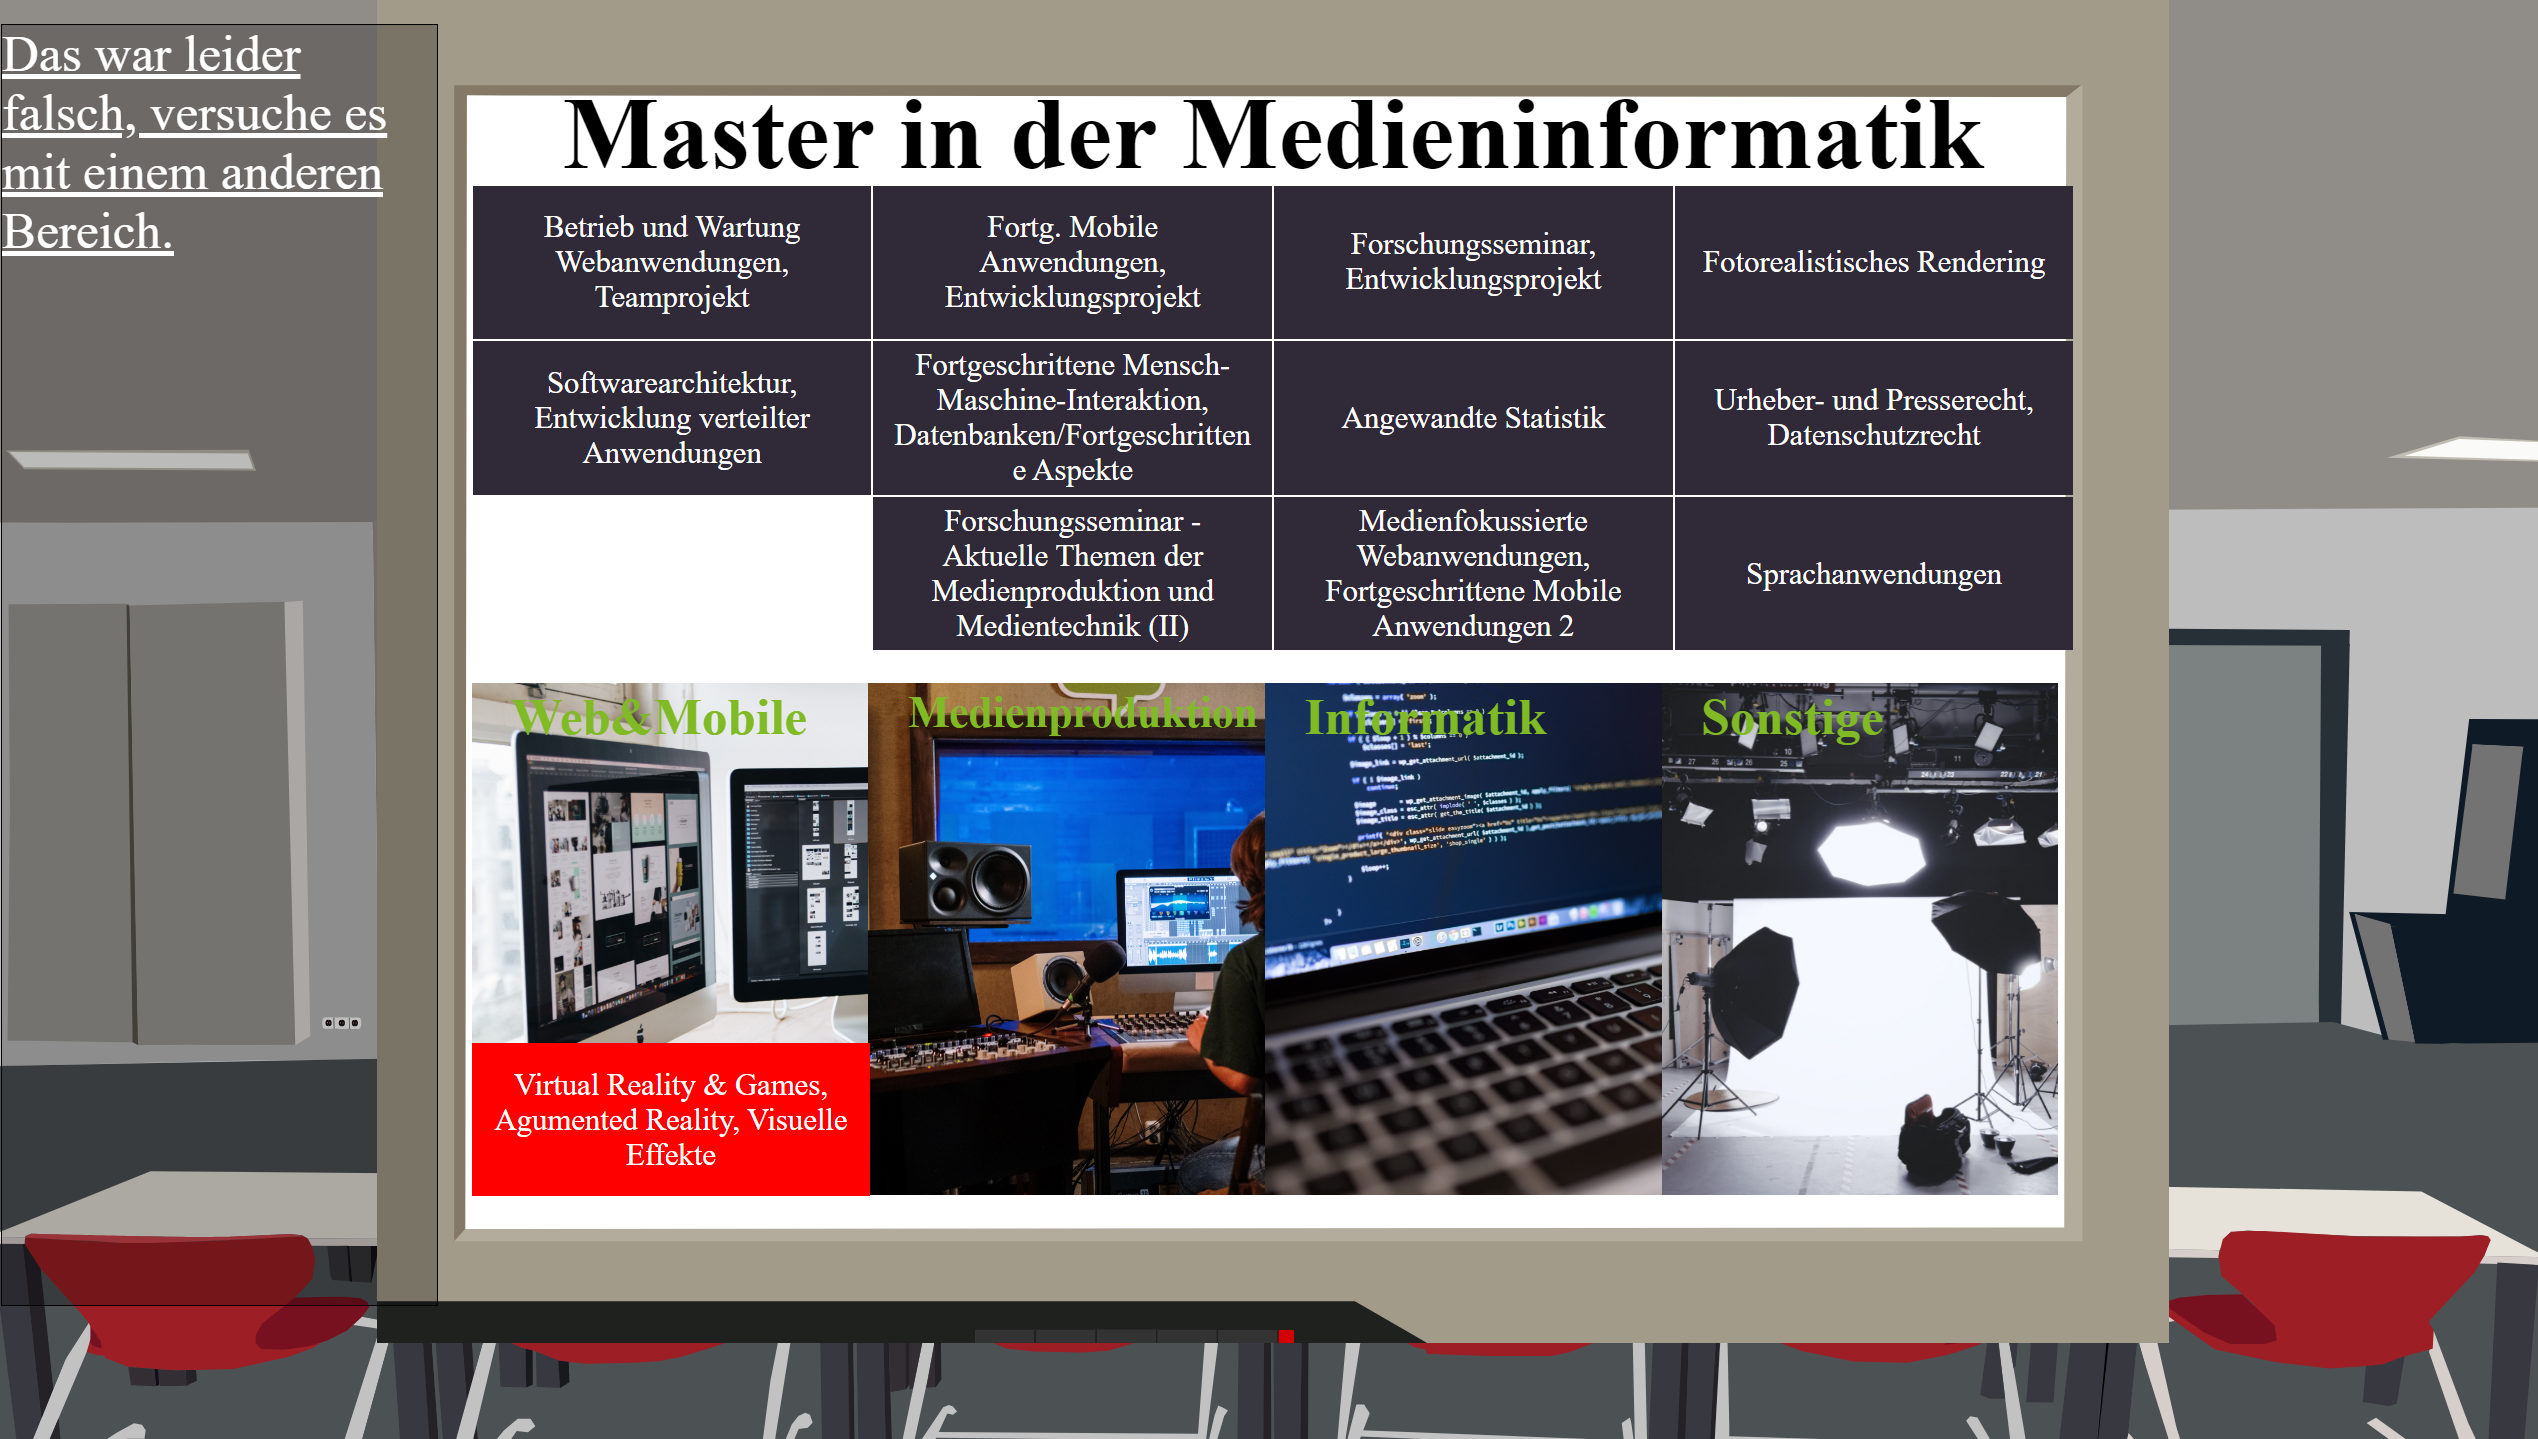 Das war leider
falsch, versuche es
mit einem anderen
Bereich.
Master in der Medieninformatik
Betrieb und Wartung
Webanwendungen,
Teamprojekt
Fortg. Mobile
Anwendungen,
Entwicklungsprojekt
Forschungsseminar,
Entwicklungsprojekt
Fotorealistisches Rendering
Softwarearchitektur,
Entwicklung verteilter
Anwendungen
Fortgeschrittene Mensch-
Maschine-Interaktion,
Datenbanken/Fortgeschritten
e Aspekte
Angewandte Statistik
Urheber- und Presserecht,
Datenschutzrecht
Forschungsseminar -
Aktuelle Themen der
Medienproduktion und
Medientechnik (II)
Medienfokussierte
Webanwendungen,
Fortgeschrittene Mobile
Anwendungen 2
Sprachanwendungen
Web&Mobile
Medienproduktion
Informatik
Sonstige
Virtual Reality & Games,
Agumented Reality, Visuelle
Effekte